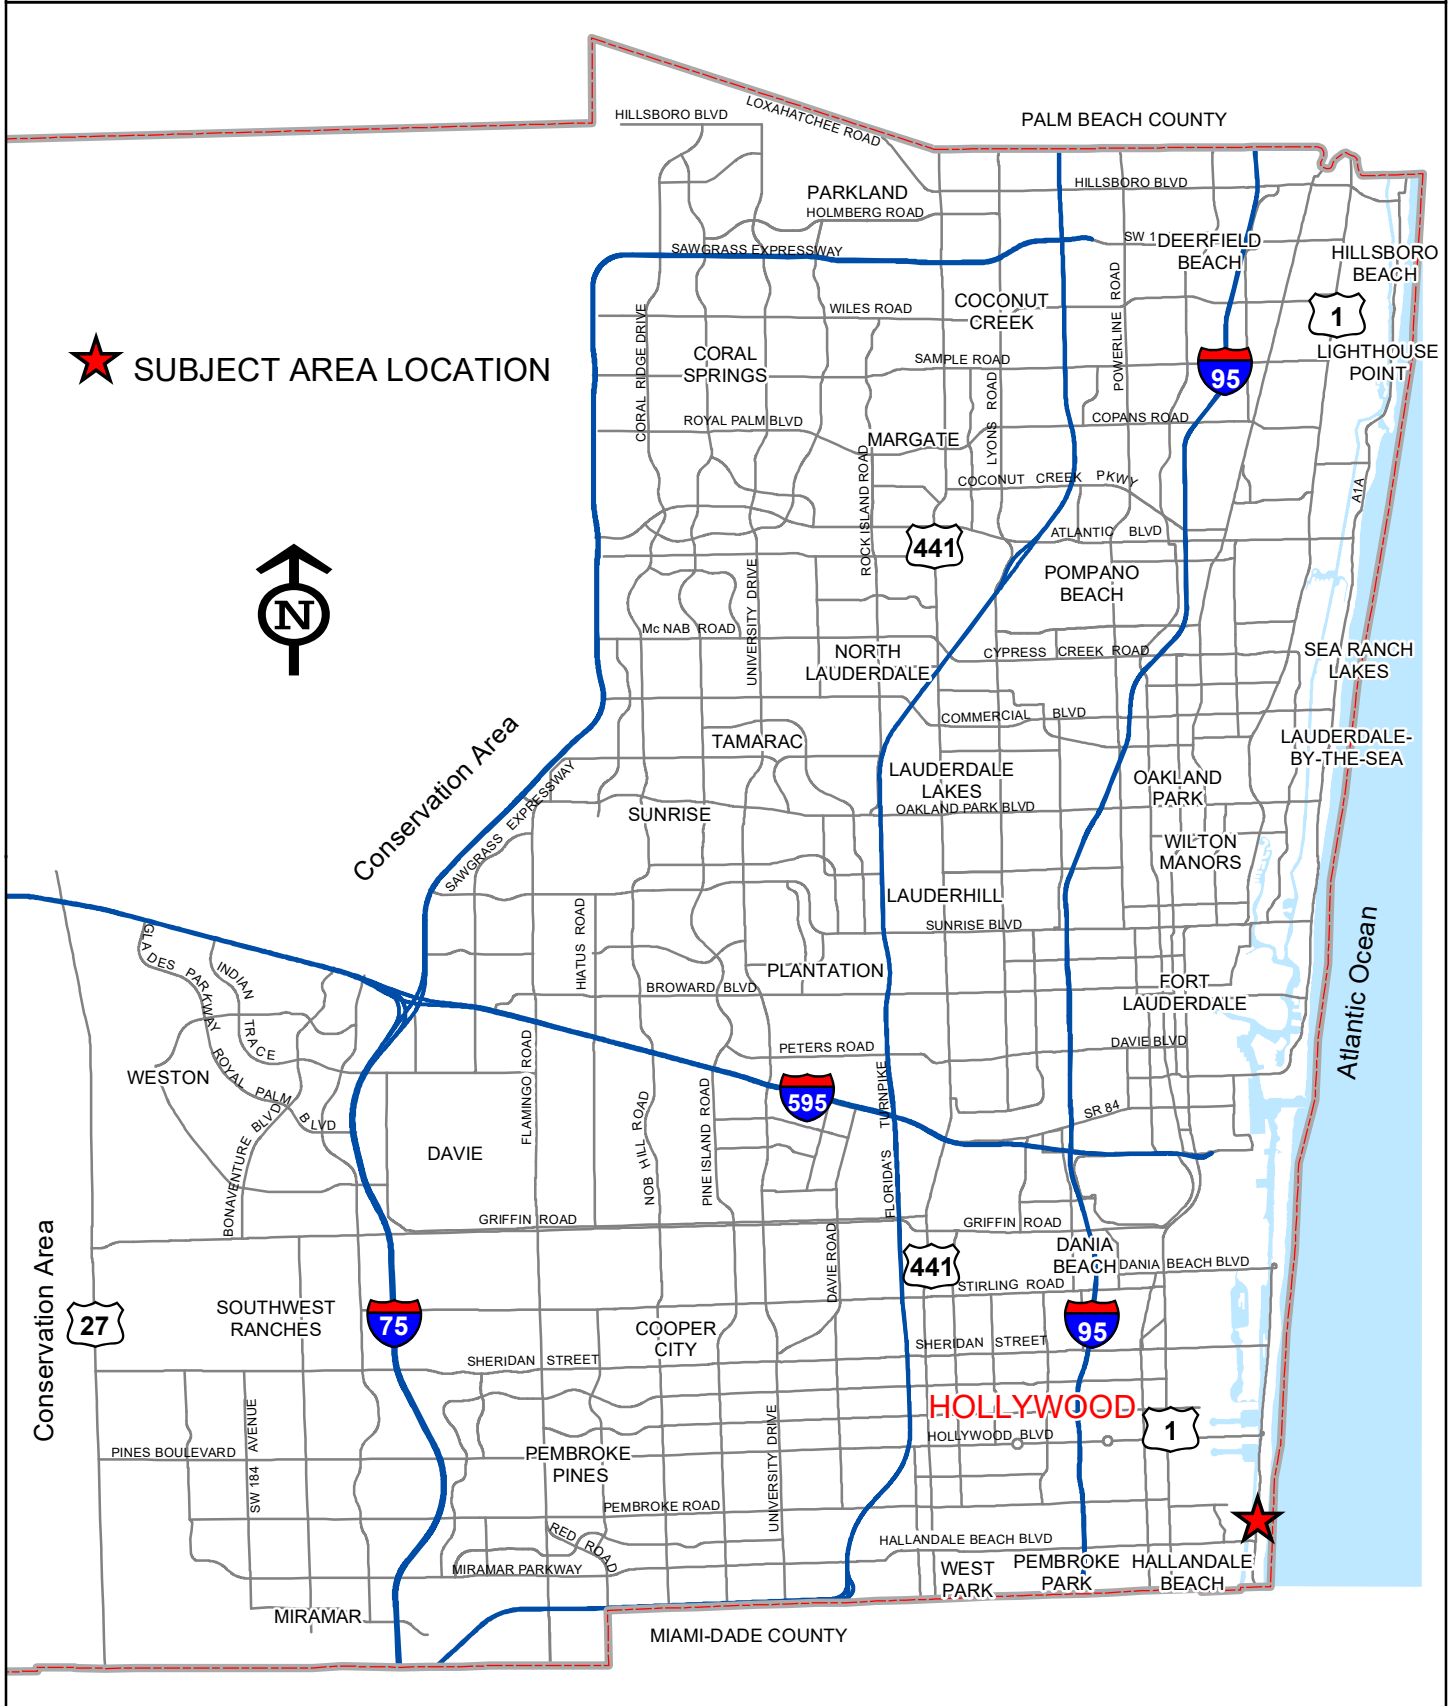 HILLSBORO BLVD
LOXAHATCHEE ROAD
PALM BEACH COUNTY
HILLSBORO BLVD
PARKLAND
HOLMBERG ROAD
SAWGRASS EXPRESSWAY
SW 1
DEERFIELD
BEACH
HILLSBORO
BEACH
POWERLINE ROAD
COCONUT
CREEK
WILES ROAD
1
CORAL RIDGE DRIVE
SUBJECT AREA LOCATION
CORAL
SPRINGS
SAMPLE ROAD
LIGHTHOUSE
POINT
95
LYONS ROAD
ROYAL PALM BLVD
COPANS ROAD
MARGATE
ROCK ISLAND ROAD
COCONUT CREEK PKWY
A1A
441
ATLANTIC BLVD
POMPANO
BEACH
N
UNIVERSITY DRIVE
Mc NAB ROAD
NORTH
LAUDERDALE
CYPRESS CREEK ROAD
SEA RANCH
LAKES
COMMERCIAL BLVD
Conservation Area
TAMARAC
LAUDERDALE-
BY-THE-SEA
LAUDERDALE
LAKES
OAKLAND
PARK
OAKLAND PARK BLVD
SAWGRASS EXPRESSWAY
SUNRISE
WILTON
MANORS
LAUDERHILL
SUNRISE BLVD
HIATUS ROAD
GLADES PARKWAY
INDIAN TRACE
PLANTATION
BROWARD BLVD
FORT
LAUDERDALE
Atlantic Ocean
PETERS ROAD
DAVIE BLVD
FLAMINGO ROAD
WESTON
ROYAL PALM BLVD
595
FLORIDA'S TURNPIKE
SR 84
BONAVENTURE BLVD
DAVIE
NOB HILL ROAD
PINE ISLAND ROAD
GRIFFIN ROAD
GRIFFIN ROAD
DAVIE ROAD
441
DANIA
BEACH
DANIA BEACH BLVD
STIRLING ROAD
Conservation Area
27
SOUTHWEST
RANCHES
75
COOPER
CITY
95
SHERIDAN STREET
SHERIDAN STREET
HOLLYWOOD
1
HOLLYWOOD BLVD
SW 184 AVENUE
PINES BOULEVARD
PEMBROKE
PINES
UNIVERSITY DRIVE
PEMBROKE ROAD
RED ROAD
HALLANDALE BEACH BLVD
MIRAMAR PARKWAY
WEST
PARK
PEMBROKE
PARK
HALLANDALE
BEACH
MIRAMAR
MIAMI-DADE COUNTY